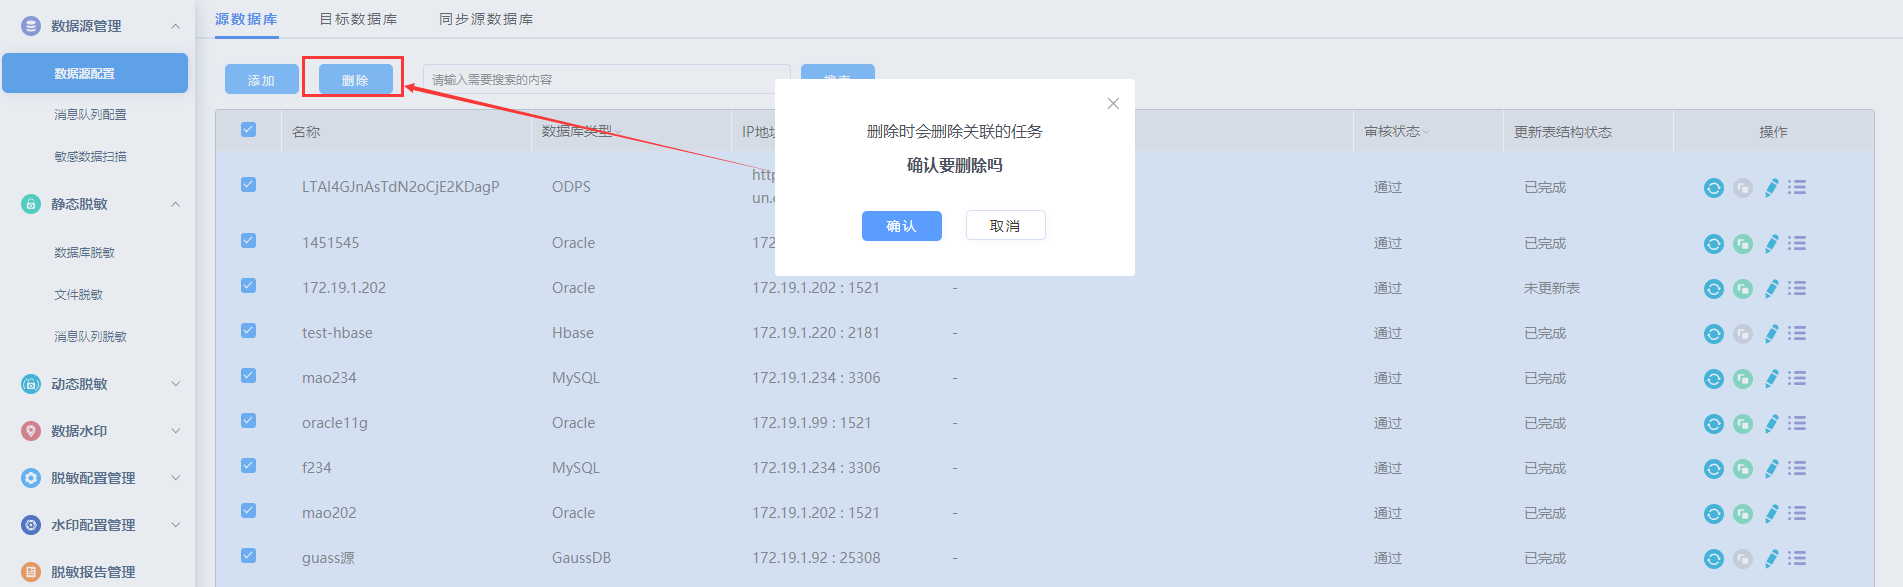 数据源管理
数据源配置
消息队列配置
敏感数据扫描
静态脱敏
数据库脱敏
文件脱敏
消息队列脱敏
动态脱敏
数据水印
脱敏配置管理
水印配置管理
脱敏报告管理
源数据库 目标数据库 同步源数据库
添加 删除 请输入需要搜索的内容
名称 数据库类型 审核状态 更新表结构状态 操作
LTAI4GJnAsTdN2oCjE2KDagP ODPS 通过 已完成
1451545 Oracle 172 通过 已完成
172.19.1.202 Oracle 172.19.1.202 : 1521 - 通过 未更新表
test-hbase Hbase 172.19.1.220 : 2181 - 通过 已完成
mao234 MySQL 172.19.1.234 : 3306 - 通过 已完成
oracle11g Oracle 172.19.1.99 : 1521 - 通过 已完成
f234 MySQL 172.19.1.234 : 3306 - 通过 已完成
mao202 Oracle 172.19.1.202 : 1521 - 通过 已完成
guass源 GaussDB 172.19.1.92 : 25308 - 通过 已完成
删除时会删除关联的任务
确认要删除吗
确认 取消